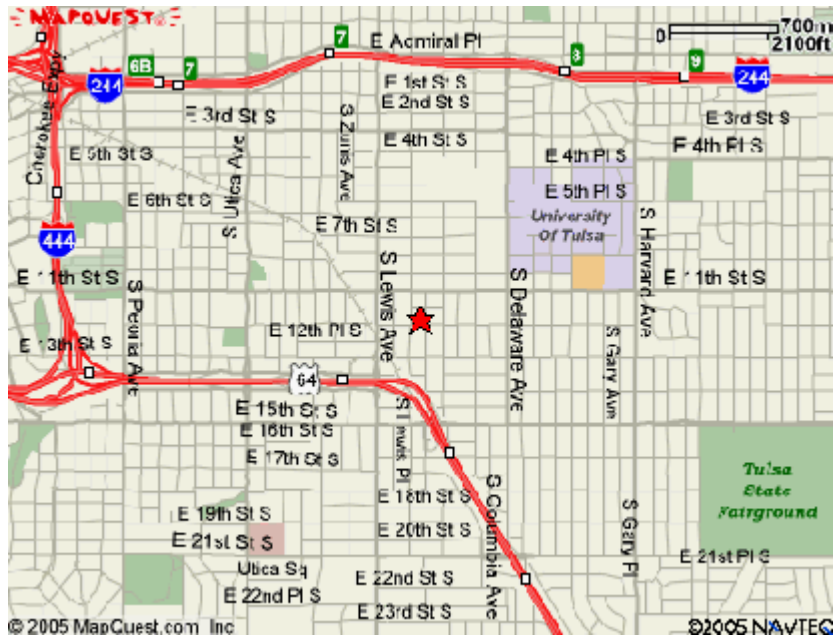 MAPQUEST
700m
0
2100ft
E Admiral Pl
7
8
9
6B
7
244
244
E 1st St S
E 2nd St S
E 3rd St S
E 3rd St S
E 4th St S
E 4th Pl S
E 4th Pl S
Cherokee Expy
S Utica Ave
S Zunis Ave
E 5th St S
E 5th Pl S
E 6th St S
E 7th St S
University
Of Tulsa
444
S Harvard Ave
E 11th St S
E 11th St S
S Peoria Ave
S Lewis Ave
S Delaware Ave
E 12th Pl S
E 13th St S
S Gary Ave
64
E 15th St S
E 16th St S
E 17th St S
S Lewis Pl
Tulsa
State
Fairground
E 18th St S
S Columbia Ave
S Gary Pl
E 19th St S
E 20th St S
E 21st St S
E 21st Pl S
Utica Sq
E 22nd St S
E 22nd Pl S
E 23rd St S
© 2005 MapQuest.com Inc
©2005 NAVTEQ